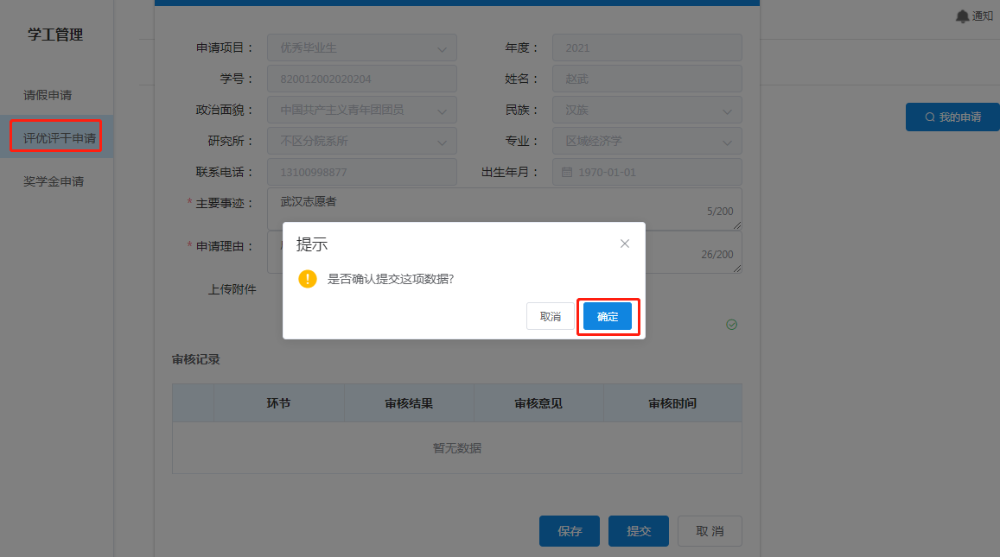 学工管理
通知
请假申请
评优评干申请
奖学金申请
我的申请
申请项目： 优秀毕业生 年度： 2021
学号： 820012002020204 姓名： 赵武
政治面貌： 中国共产主义青年团团员 民族： 汉族
研究所： 不区分院系所 专业： 区域经济学
联系电话： 13100998877 出生年月： 1970-01-01
* 主要事迹： 武汉志愿者
5/200
* 申请理由：
26/200
上传附件
提示
是否确认提交这项数据?
取消 确定
审核记录
环节 审核结果 审核意见 审核时间
暂无数据
保存 提交 取 消